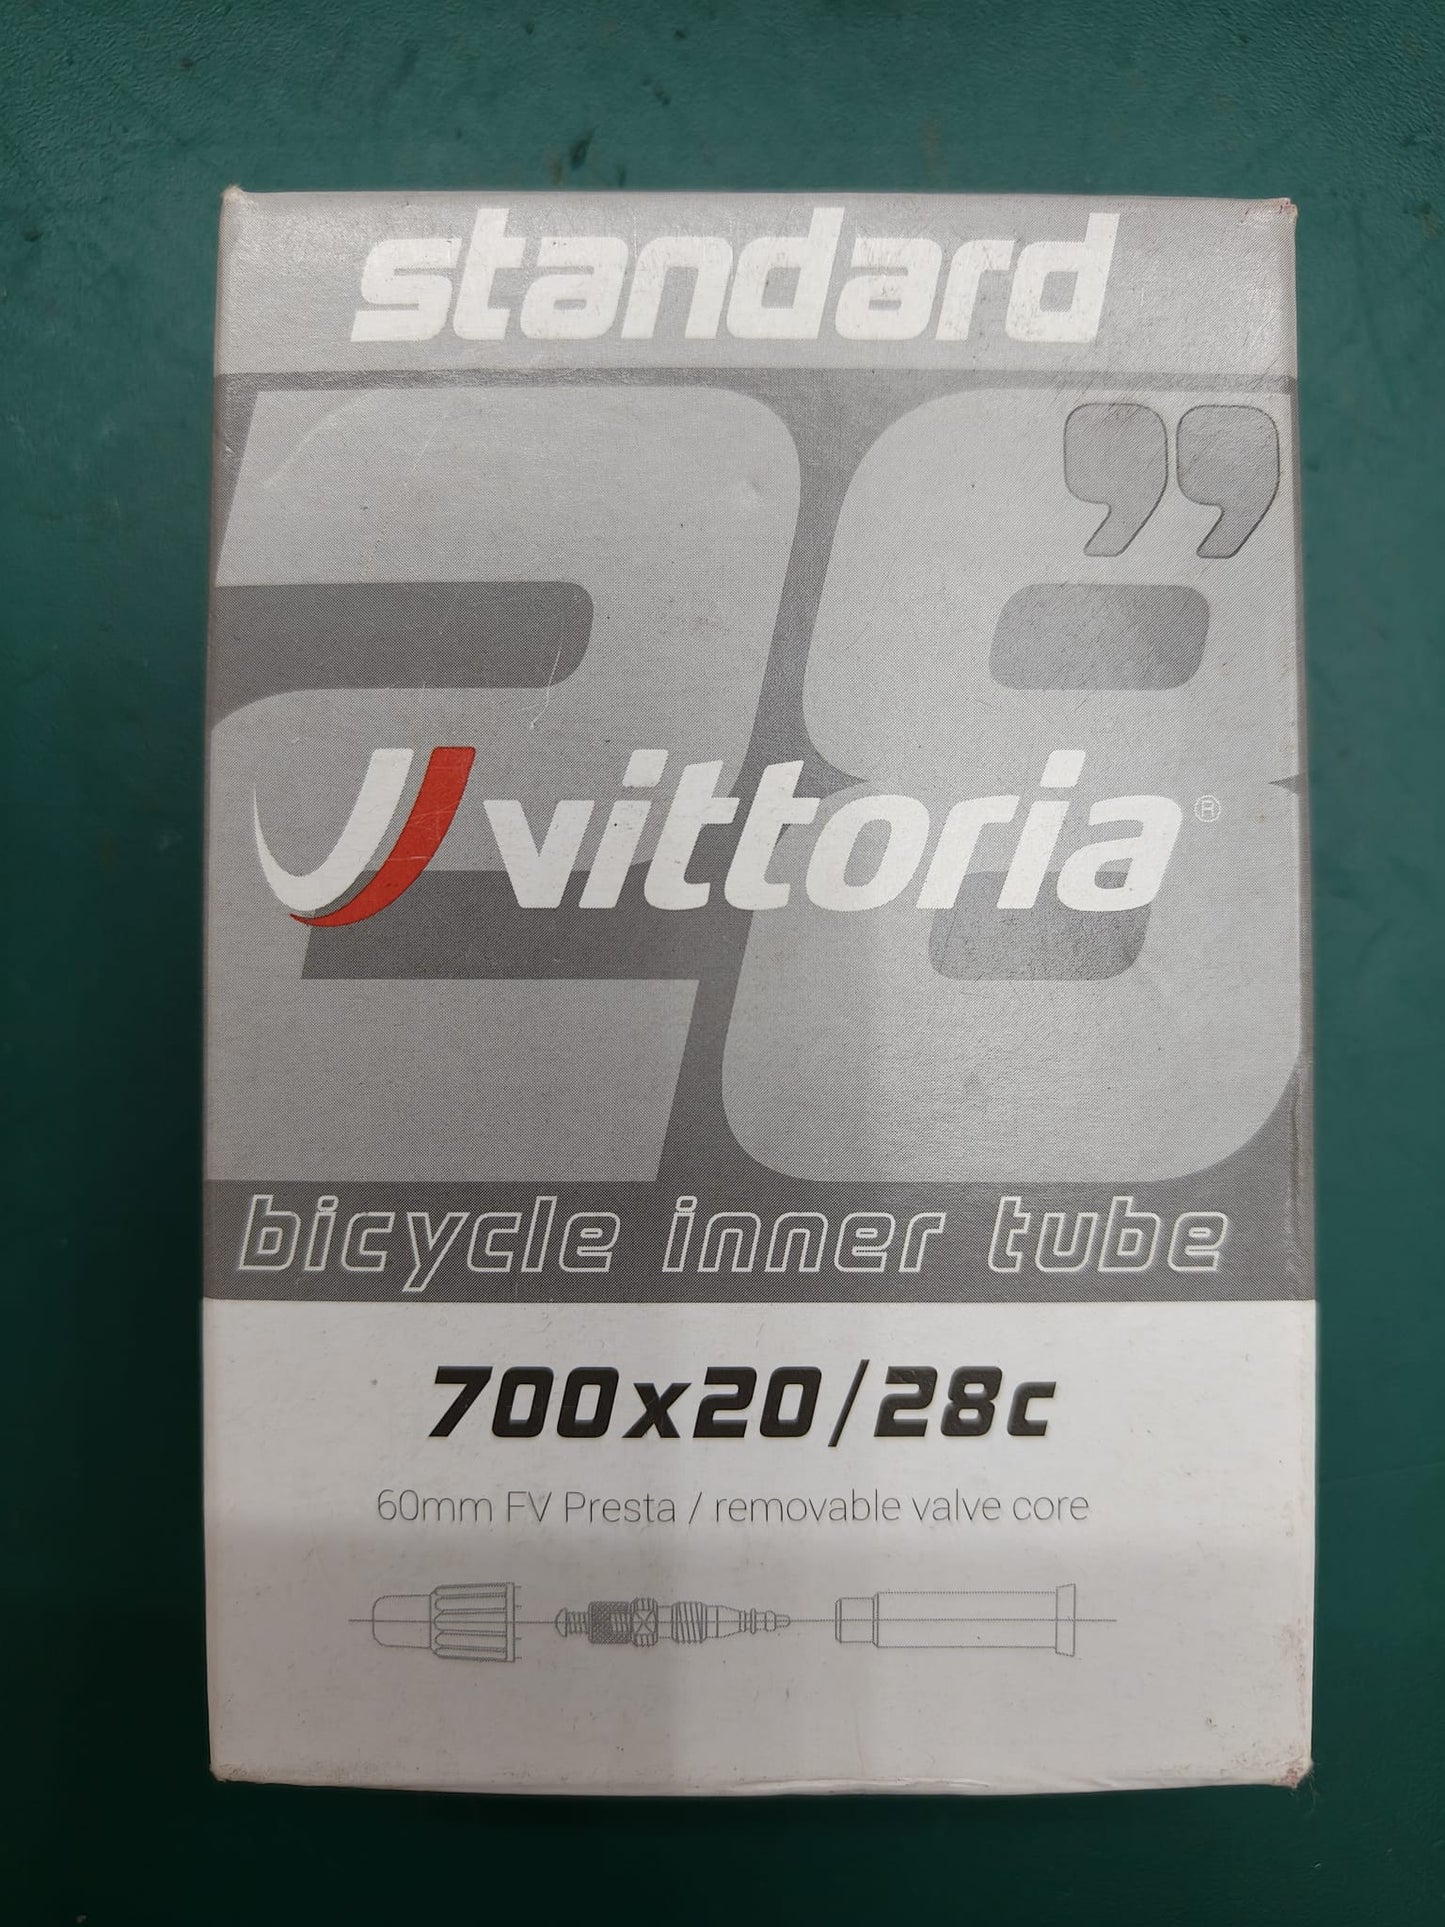 standard
28”
vittoria®
bicycle inner tube
700x20/28c
60mm FV Presta / removable valve core